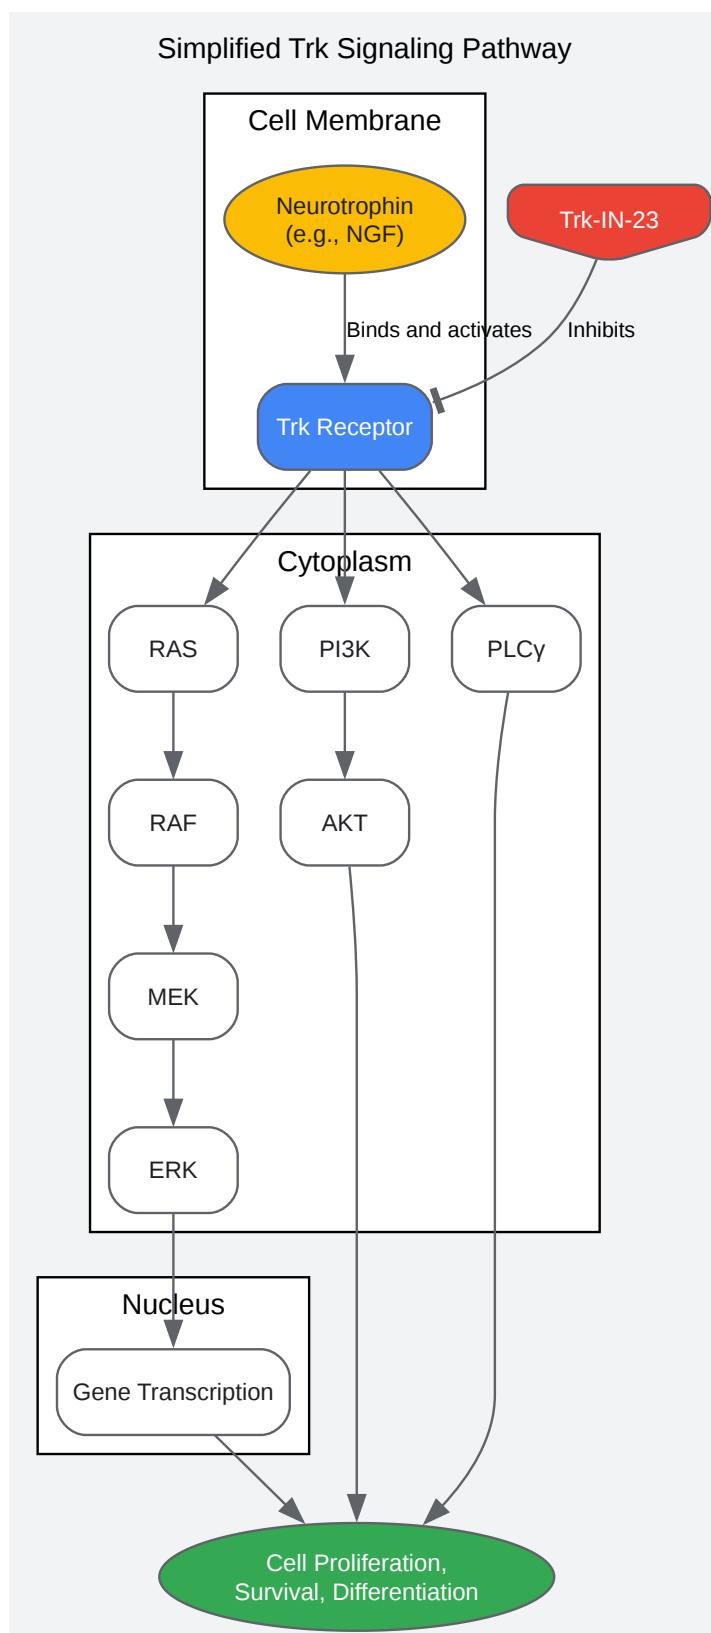 Simplified Trk Signaling Pathway
Cell Membrane
Neurotrophin
(e.g., NGF)
Trk-IN-23
Binds and activates
Inhibits
Trk Receptor
Cytoplasm
RAS
PI3K
PLCγ
RAF
AKT
MEK
ERK
Nucleus
Gene Transcription
Cell Proliferation,
Survival, Differentiation